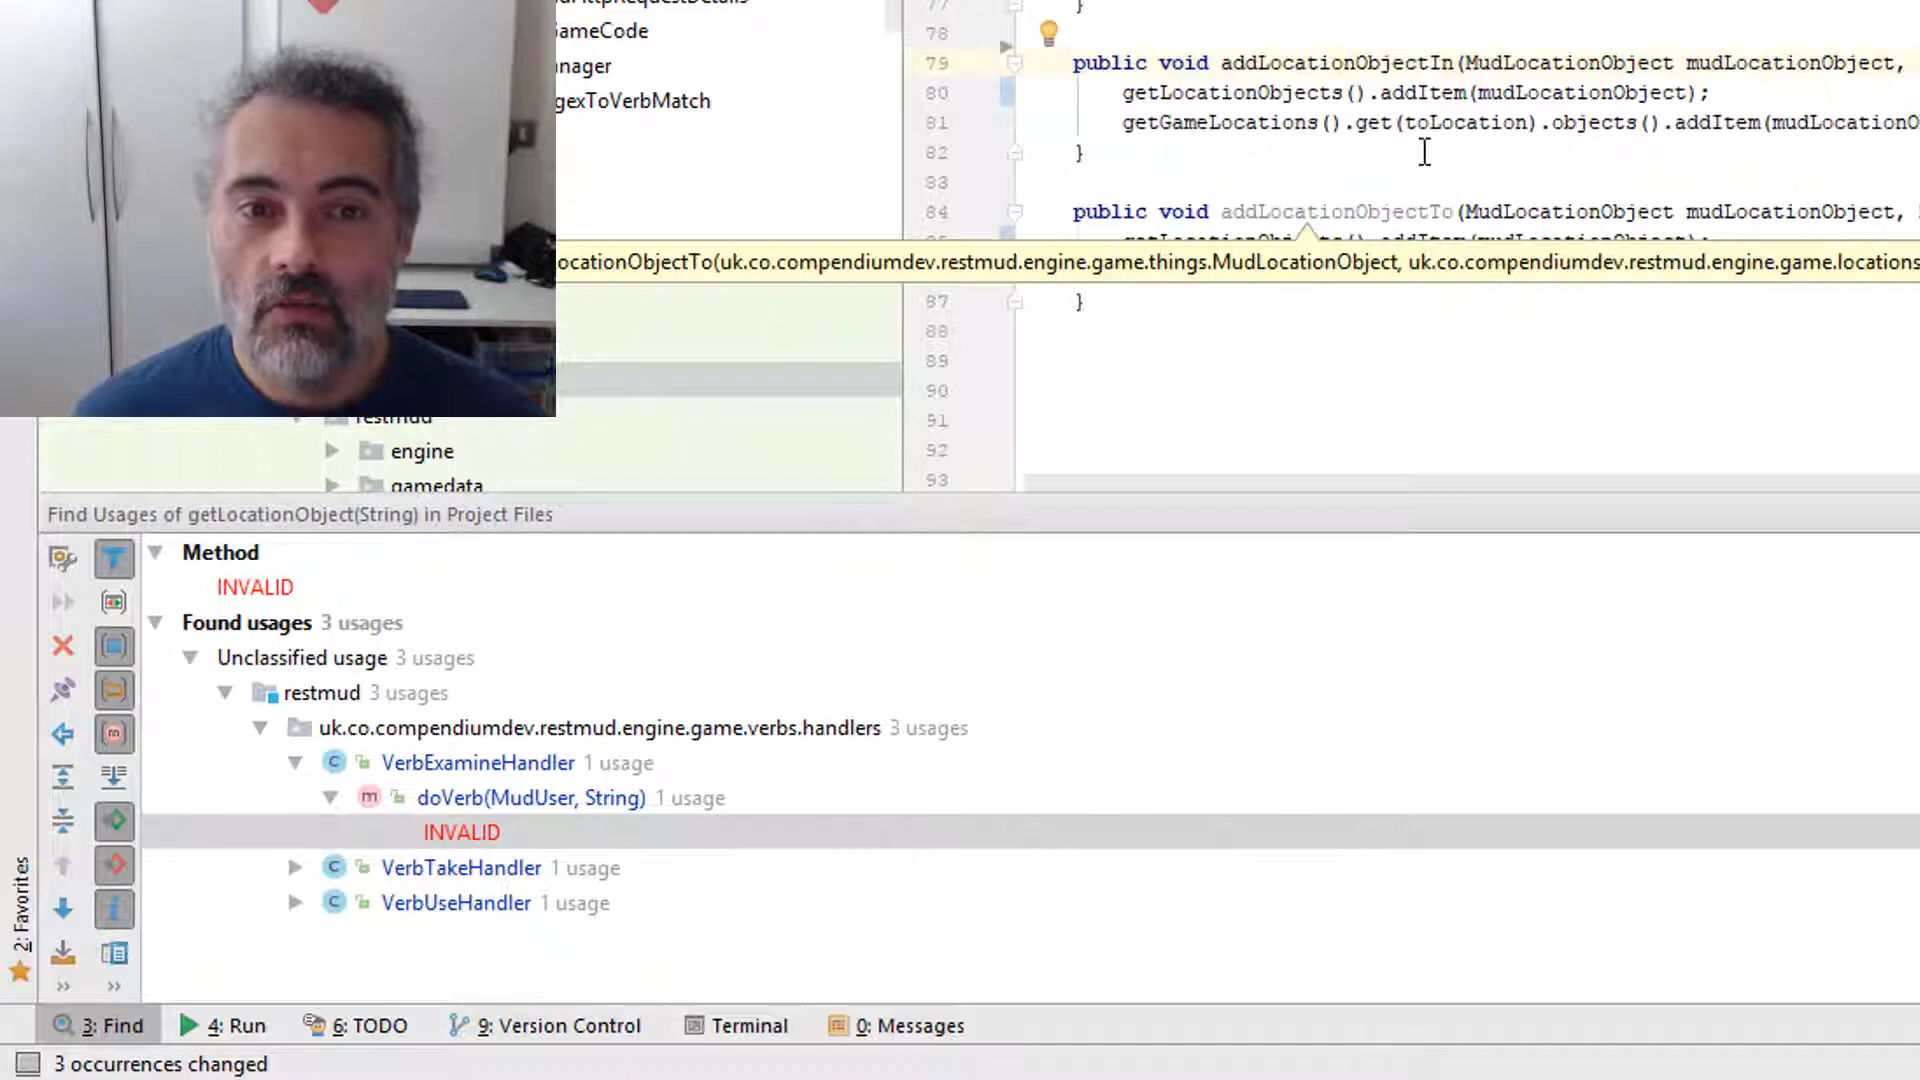 ameCode
nager
gexToVerbMatch
restmud
engine
gamedata
77 }
78
79 public void addLocationObjectIn(MudLocationObject mudLocationObject,
80 getLocationObjects().addItem(mudLocationObject);
81 getGameLocations().get(toLocation).objects().addItem(mudLocationO
82 }
83
84 public void addLocationObjectTo(MudLocationObject mudLocationObject,
ocationObjectTo(uk.co.compendiumdev.restmud.engine.game.things.MudLocationObject, uk.co.compendiumdev.restmud.engine.game.locations
87 }
88
89
90
91
92
93
Find Usages of getLocationObject(String) in Project Files
Method
INVALID
Found usages 3 usages
Unclassified usage 3 usages
restmud 3 usages
uk.co.compendiumdev.restmud.engine.game.verbs.handlers 3 usages
VerbExamineHandler 1 usage
doVerb(MudUser, String) 1 usage
INVALID
VerbTakeHandler 1 usage
VerbUseHandler 1 usage
2: Favorites
3: Find 4: Run 6: TODO 9: Version Control Terminal 0: Messages
3 occurrences changed